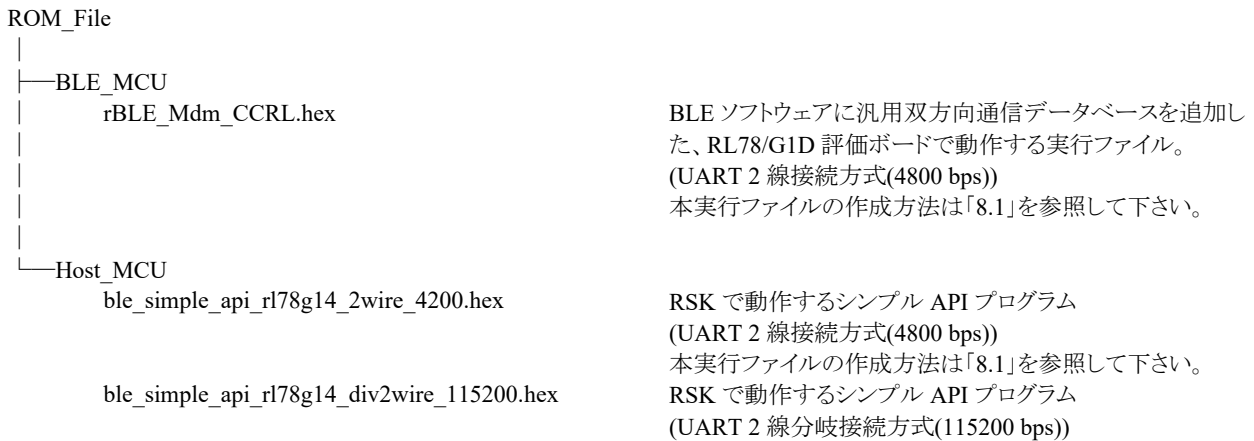 ROM_File
BLE_MCU
rBLE_Mdm_CCRL.hex BLE ソフトウェアに汎用双方向通信データベースを追加し
た、RL78/G1D 評価ボードで動作する実行ファイル。
(UART 2 線接続方式(4800 bps))
本実行ファイルの作成方法は「8.1」を参照して下さい。
Host_MCU
ble_simple_api_rl78g14_2wire_4200.hex RSK で動作するシンプル API プログラム
(UART 2 線接続方式(4800 bps))
本実行ファイルの作成方法は「8.1」を参照して下さい。
ble_simple_api_rl78g14_div2wire_115200.hex RSK で動作するシンプル API プログラム
(UART 2 線分岐接続方式(115200 bps))